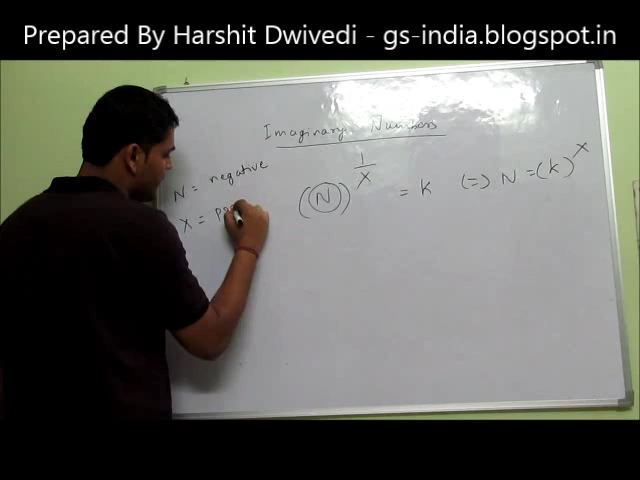 Prepared By Harshit Dwivedi - gs-india.blogspot.in
Imaginary Numbers
N = negative
X = 
(N)^(1/X) = k (=) N = (k)^X